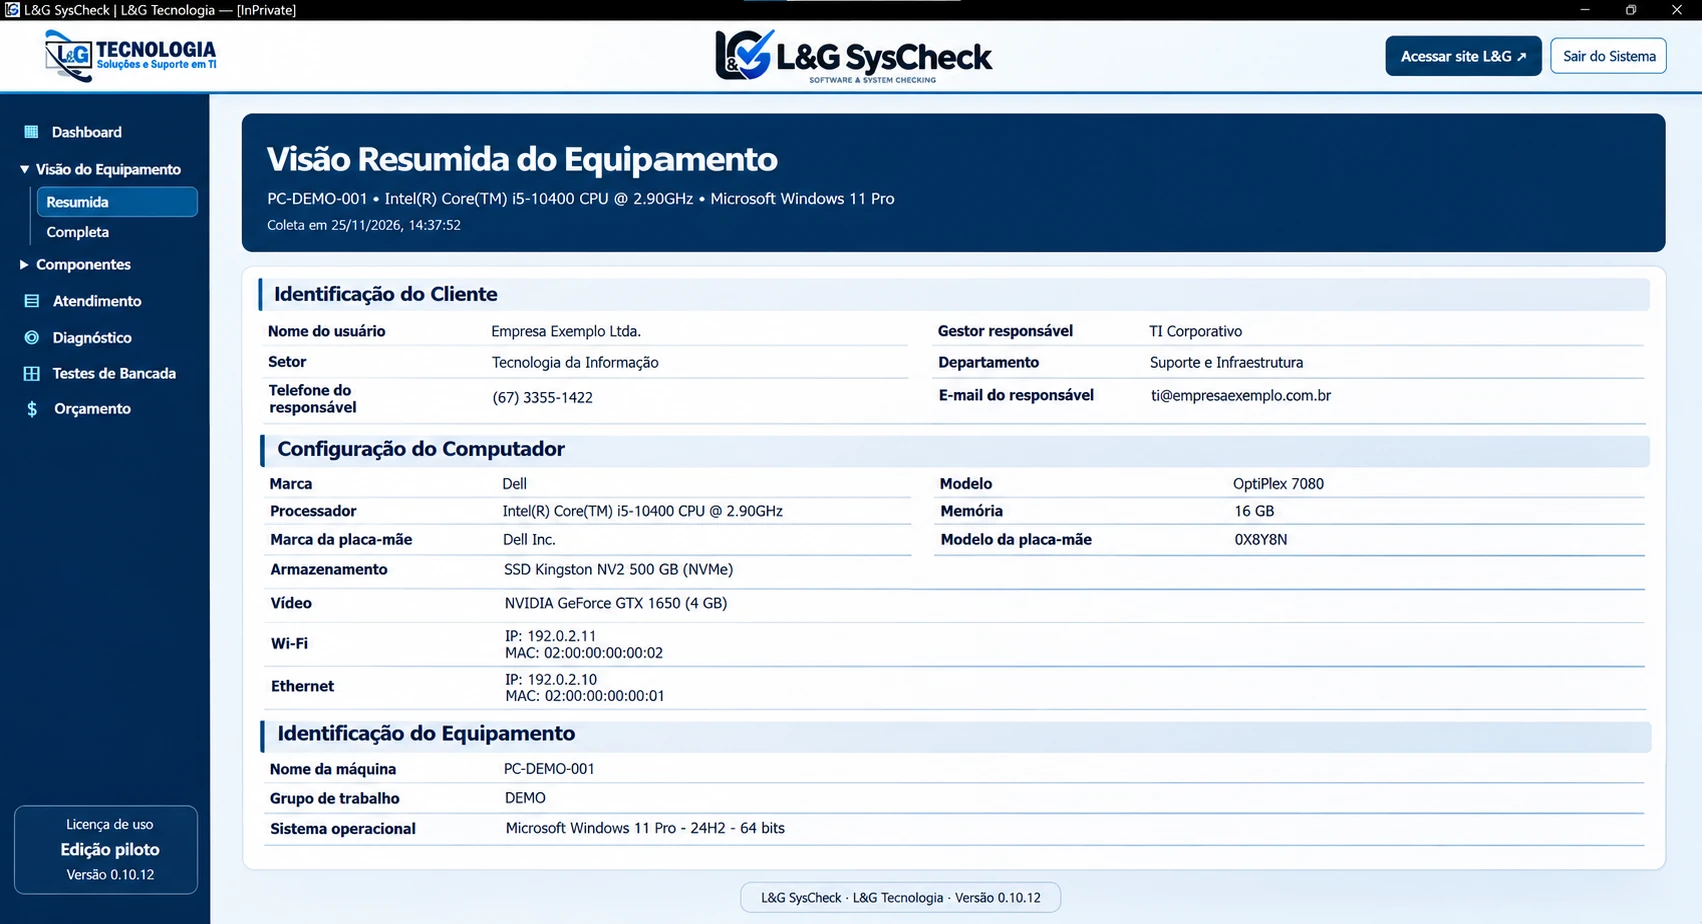 L&G SysCheck | L&G Tecnologia — [InPrivate]
L&G TECNOLOGIA
Soluções e Suporte em TI
L&G SysCheck
SOFTWARE & SYSTEM CHECKING
Acessar site L&G ↗
Sair do Sistema
Dashboard
▼ Visão do Equipamento
Resumida
Completa
▶ Componentes
Atendimento
Diagnóstico
Testes de Bancada
$ Orçamento
Licença de uso
Edição piloto
Versão 0.10.12
Visão Resumida do Equipamento
PC-DEMO-001 • Intel(R) Core(TM) i5-10400 CPU @ 2.90GHz • Microsoft Windows 11 Pro
Coleta em 25/11/2026, 14:37:52
Identificação do Cliente
Nome do usuário Empresa Exemplo Ltda. Gestor responsável TI Corporativo
Setor Tecnologia da Informação Departamento Suporte e Infraestrutura
Telefone do responsável (67) 3355-1422 E-mail do responsável ti@empresaexemplo.com.br
Configuração do Computador
Marca Dell Modelo OptiPlex 7080
Processador Intel(R) Core(TM) i5-10400 CPU @ 2.90GHz Memória 16 GB
Marca da placa-mãe Dell Inc. Modelo da placa-mãe 0X8Y8N
Armazenamento SSD Kingston NV2 500 GB (NVMe)
Vídeo NVIDIA GeForce GTX 1650 (4 GB)
Wi-Fi IP: 192.0.2.11
MAC: 02:00:00:00:00:02
Ethernet IP: 192.0.2.10
MAC: 02:00:00:00:00:01
Identificação do Equipamento
Nome da máquina PC-DEMO-001
Grupo de trabalho DEMO
Sistema operacional Microsoft Windows 11 Pro - 24H2 - 64 bits
L&G SysCheck · L&G Tecnologia · Versão 0.10.12